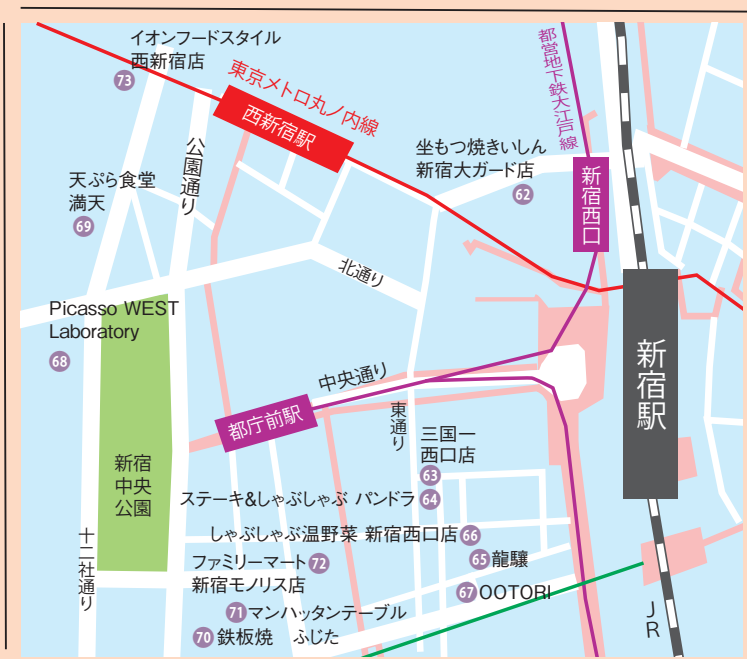 イオンフードスタイル
西新宿店
73
東京メトロ丸ノ内線
西新宿駅
都営地下鉄大江戸線
公園通り
坐もつ焼きいしん
新宿大ガード店
62
新宿西口
天ぷら食堂
満天
69
北通り
Picasso WEST
Laboratory
68
新宿駅
中央通り
都庁前駅
東通り
三国一
西口店
63
新宿
中央
公園
ステーキ&しゃぶしゃぶ パンドラ 64
しゃぶしゃぶ温野菜 新宿西口店 66
十二社通り
ファミリーマート 72
新宿モノリス店
65 龍驤
67 OOTORI
71 マンハッタンテーブル
70 鉄板焼 ふじた
JR